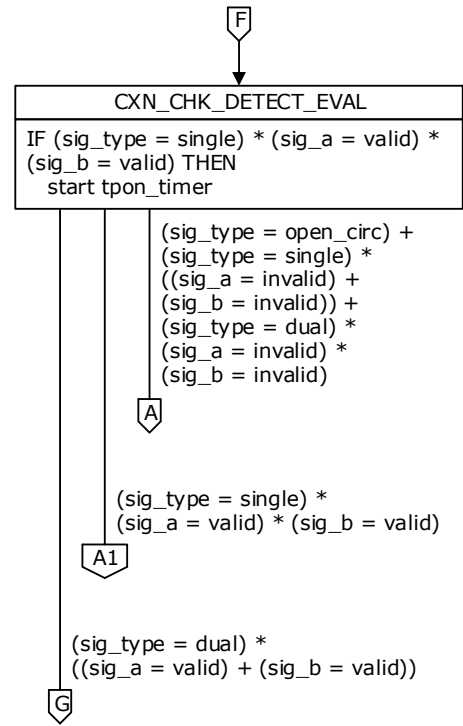 F
CXN_CHK_DETECT_EVAL
IF (sig_type = single) * (sig_a = valid) *
(sig_b = valid) THEN
start tpon_timer
(sig_type = open_circ) +
(sig_type = single) *
((sig_a = invalid) +
(sig_b = invalid)) +
(sig_type = dual) *
(sig_a = invalid) *
(sig_b = invalid)
A
(sig_type = single) *
(sig_a = valid) * (sig_b = valid)
A1
(sig_type = dual) *
((sig_a = valid) + (sig_b = valid))
G